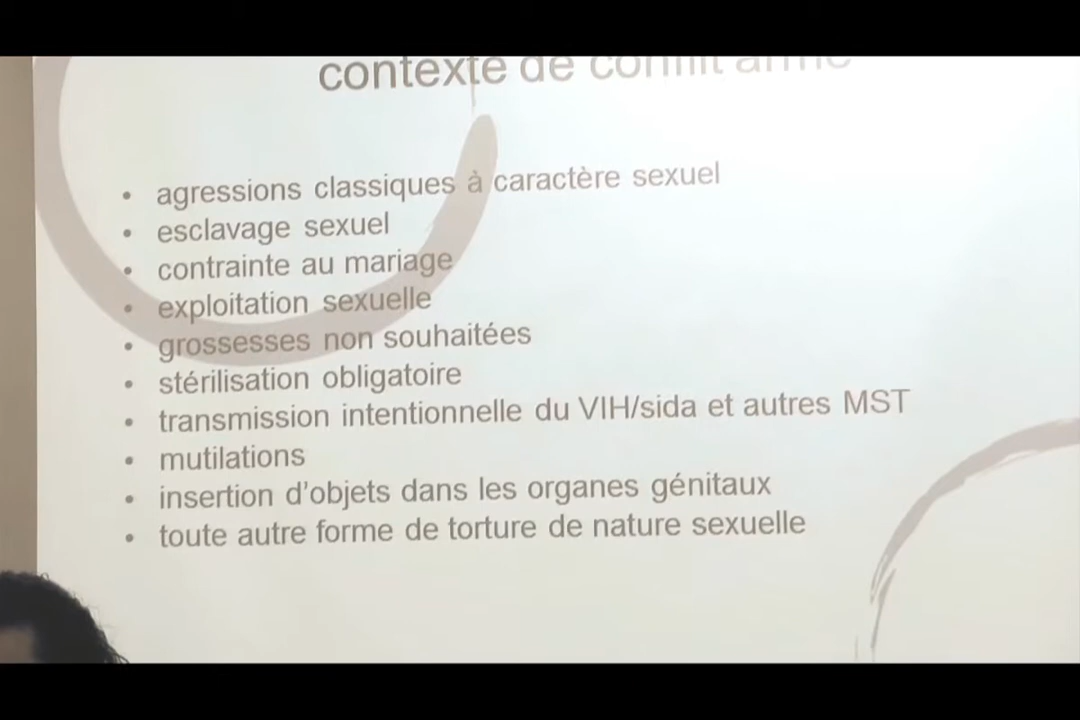 contexte de conflit armé
• agressions classiques à caractère sexuel
• esclavage sexuel
• contrainte au mariage
• exploitation sexuelle
• grossesses non souhaitées
• stérilisation obligatoire
• transmission intentionnelle du VIH/sida et autres MST
• mutilations
• insertion d’objets dans les organes génitaux
• toute autre forme de torture de nature sexuelle